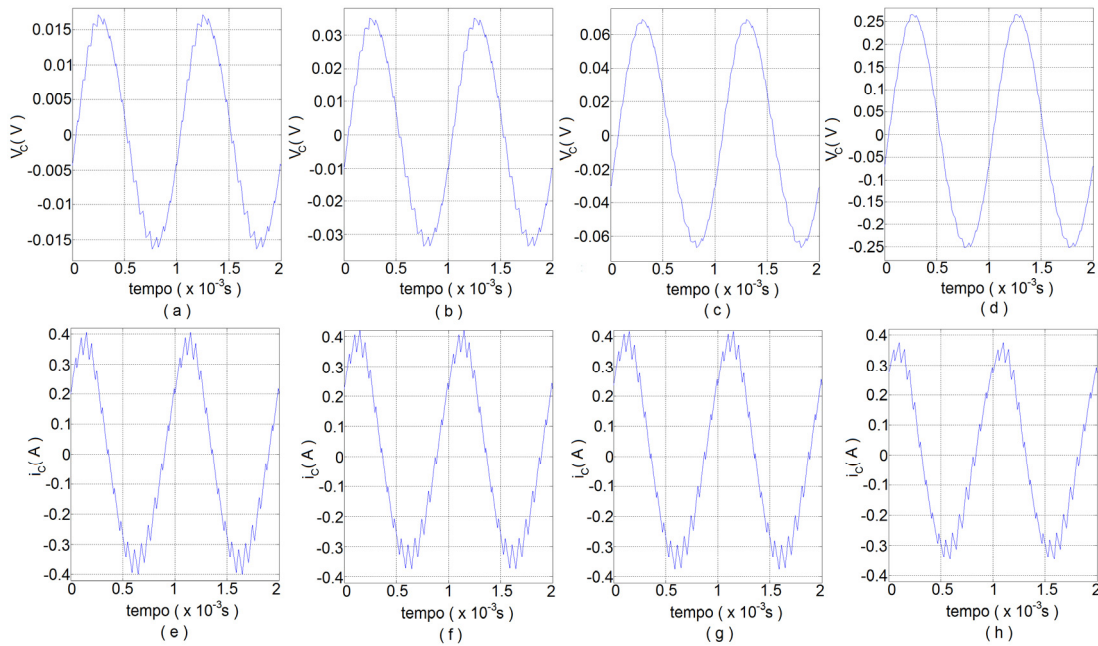 0.015
0.01
0.005
0
-0.005
-0.01
-0.015
V_C( V )
0 0.5 1 1.5 2
tempo ( x 10^-3 s )
( a )
0.03
0.02
0.01
0
-0.01
-0.02
-0.03
V_C( V )
0 0.5 1 1.5 2
tempo ( x 10^-3 s )
( b )
0.06
0.04
0.02
0
-0.02
-0.04
-0.06
V_C( V )
0 0.5 1 1.5 2
tempo ( x 10^-3 s )
( c )
0.25
0.20
0.15
0.1
0.05
0
-0.05
-0.1
-0.15
-0.20
-0.25
V_C( V )
0 0.5 1 1.5 2
tempo ( x 10^-3 s )
( d )
0.4
0.3
0.2
0.1
0
-0.1
-0.2
-0.3
-0.4
i_C( A )
0 0.5 1 1.5 2
tempo ( x 10^-3 s )
( e )
0.4
0.3
0.2
0.1
0
-0.1
-0.2
-0.3
-0.4
i_C( A )
0 0.5 1 1.5 2
tempo ( x 10^-3 s )
( f )
0.4
0.3
0.2
0.1
0
-0.1
-0.2
-0.3
-0.4
i_C( A )
0 0.5 1 1.5 2
tempo ( x 10^-3 s )
( g )
0.4
0.3
0.2
0.1
0
-0.1
-0.2
-0.3
-0.4
i_C( A )
0 0.5 1 1.5 2
tempo ( x 10^-3 s )
( h )